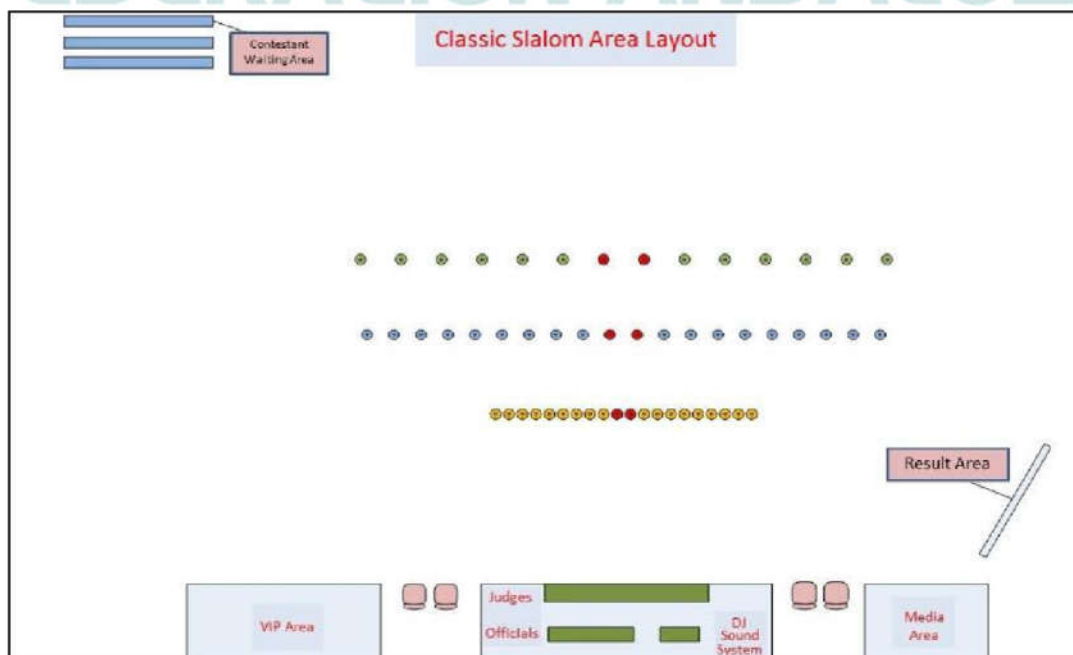 Classic Slalom Area Layout
Contestant
Waiting Area
Result Area
VIP Area
Judges
Officials
DJ
Sound
System
Media
Area